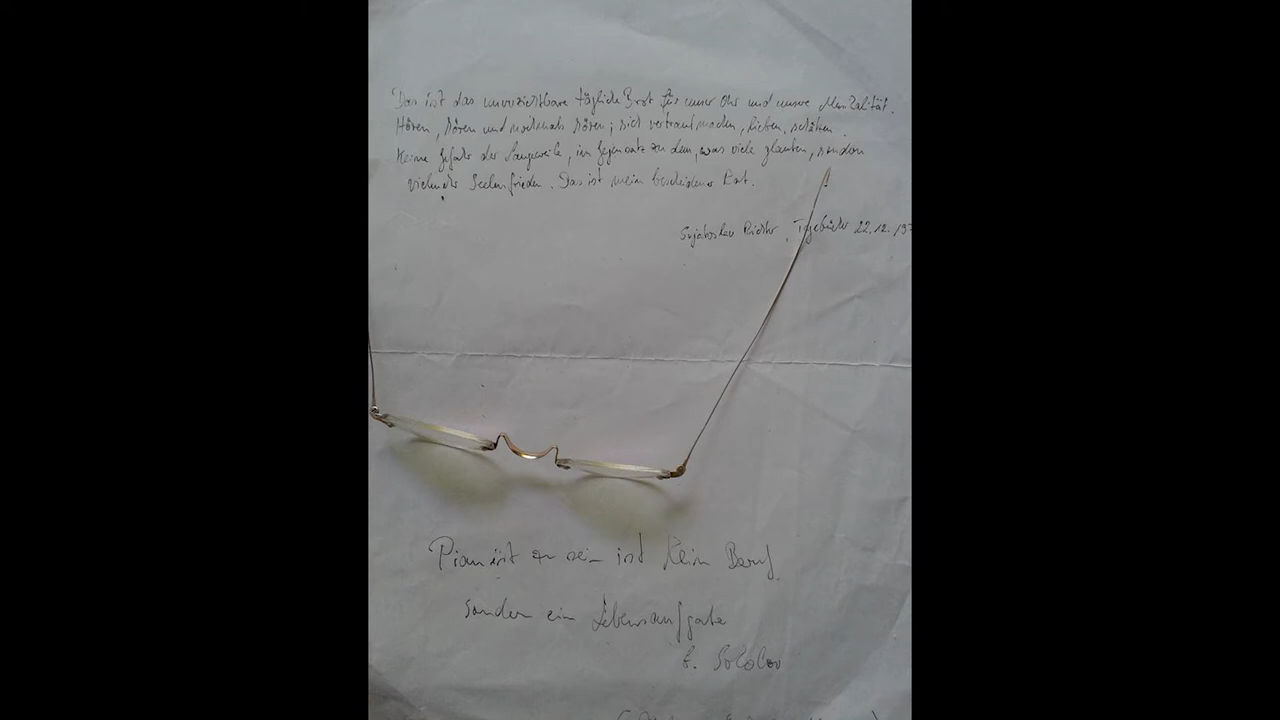 Das ist das unverzichtbare tägliche Brot für unser Ohr und unsere Musikalität.
Hören, hören und nochmals hören; sich vertraut machen, lieben, schätzen.
Keine Gefahr der Langeweile, im Gegensatz zu dem, was viele glauben, sondern
vielmehr Seelenfrieden. Das ist mein bescheidener Rat.
Svjatoslav Richter, Tagebücher 22.12.197
Pianist zu sein ist kein Beruf
sondern ein Lebensaufgabe
Sokolov